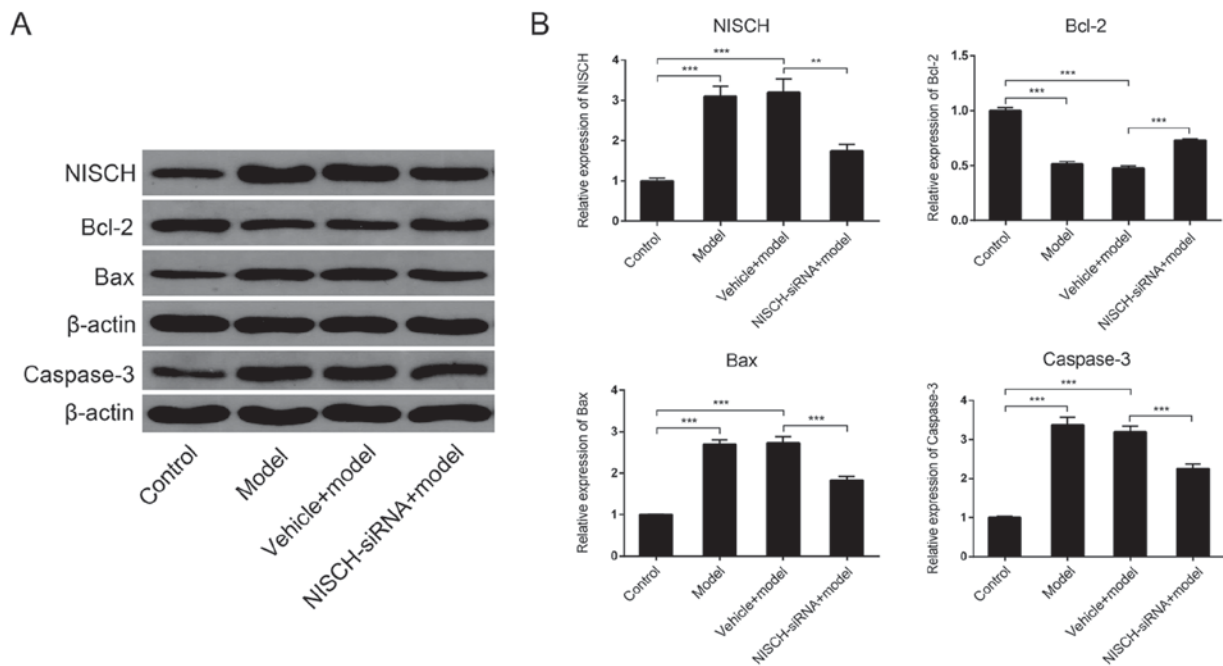 A
NISCH
Bcl-2
Bax
β-actin
Caspase-3
β-actin
Control
Model
Vehicle+model
NISCH-siRNA+model
B
NISCH
Relative expression of NISCH
4
3
2
1
0
***
***
**
Control
Model
Vehicle+model
NISCH-siRNA+model
Bcl-2
Relative expression of Bcl-2
1.5
1.0
0.5
0.0
***
***
***
Control
Model
Vehicle+model
NISCH-siRNA+model
Bax
Relative expression of Bax
4
3
2
1
0
***
***
***
Control
Model
Vehicle+model
NISCH-siRNA+model
Caspase-3
Relative expression of Caspase-3
4
3
2
1
0
***
***
***
Control
Model
Vehicle+model
NISCH-siRNA+model